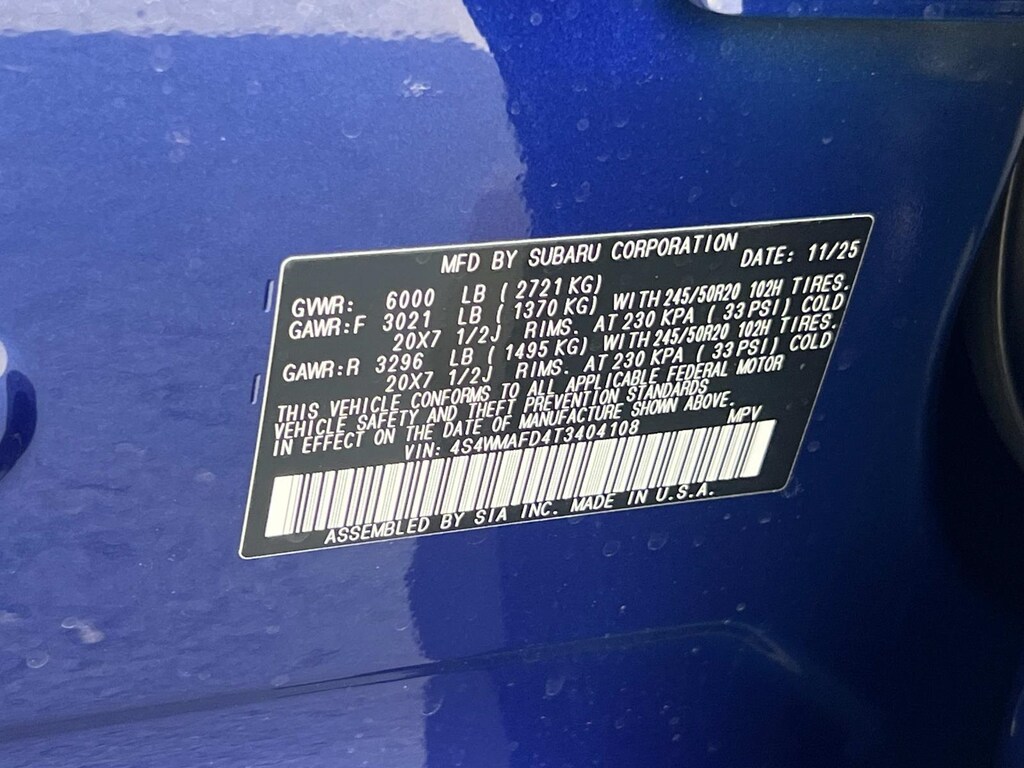 MFD BY SUBARU CORPORATION DATE: 11/25
GVWR: 6000 LB ( 2721 KG)
GAWR:F 3021 LB ( 1370 KG) WITH 245/50R20 102H TIRES.
20X7 1/2J RIMS. AT 230 KPA ( 33 PSI) COLD
GAWR:R 3296 LB ( 1495 KG) WITH 245/50R20 102H TIRES.
20X7 1/2J RIMS. AT 230 KPA ( 33 PSI) COLD
THIS VEHICLE CONFORMS TO ALL APPLICABLE FEDERAL MOTOR
VEHICLE SAFETY AND THEFT PREVENTION STANDARDS
IN EFFECT ON THE DATE OF MANUFACTURE SHOWN ABOVE.
VIN: 4S4WMAFD4T3404108 MPV
ASSEMBLED BY SIA INC. MADE IN U.S.A.